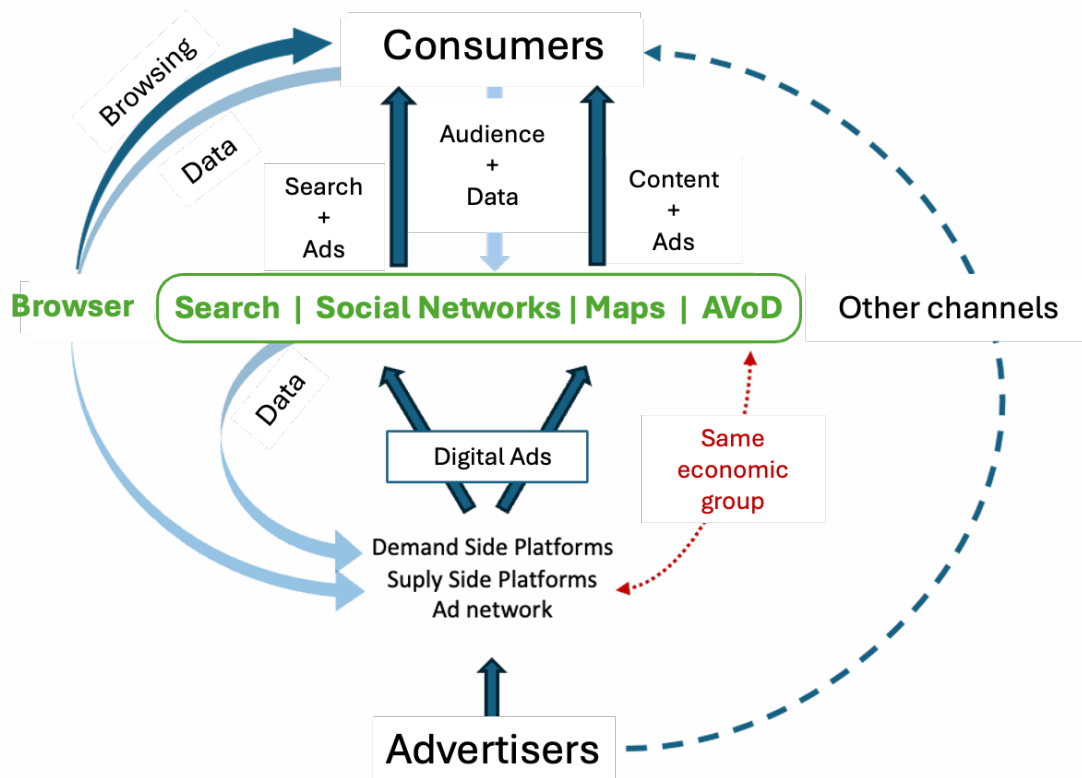 Consumers
Browsing
Data
Audience
+
Data
Search
+
Ads
Content
+
Ads
Browser
Search | Social Networks | Maps | AVoD
Other channels
Data
Digital Ads
Same
economic
group
Demand Side Platforms
Suply Side Platforms
Ad network
Advertisers